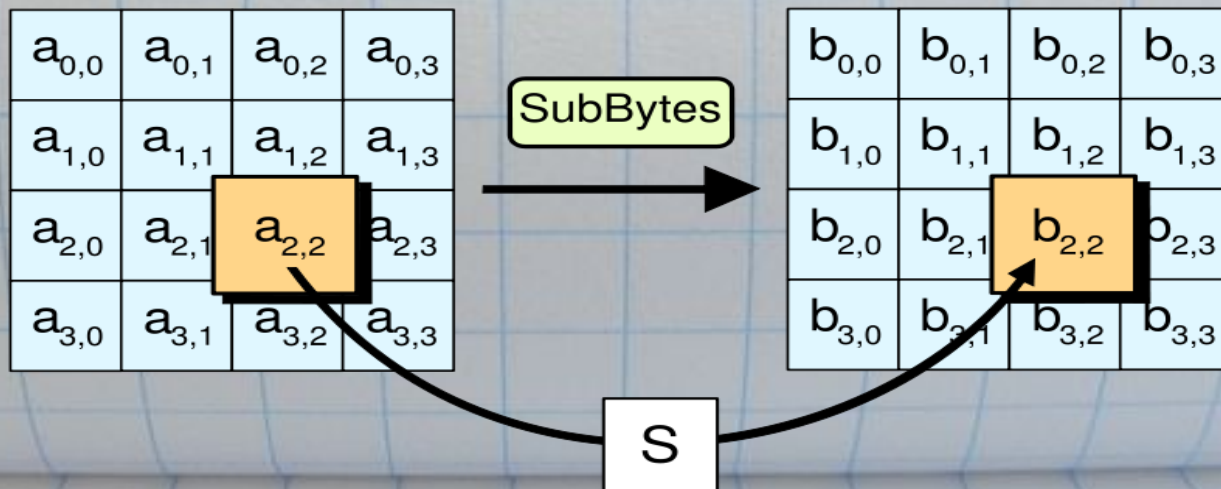 a0,0 a0,1 a0,2 a0,3
b0,0 b0,1 b0,2 b0,3
SubBytes
a1,0 a1,1 a1,2 a1,3
b1,0 b1,1 b1,2 b1,3
a2,0 a2,1 a2,2 a2,3
b2,0 b2,1 b2,2 b2,3
a3,0 a3,1 a3,2 a3,3
b3,0 b3,1 b3,2 b3,3
S